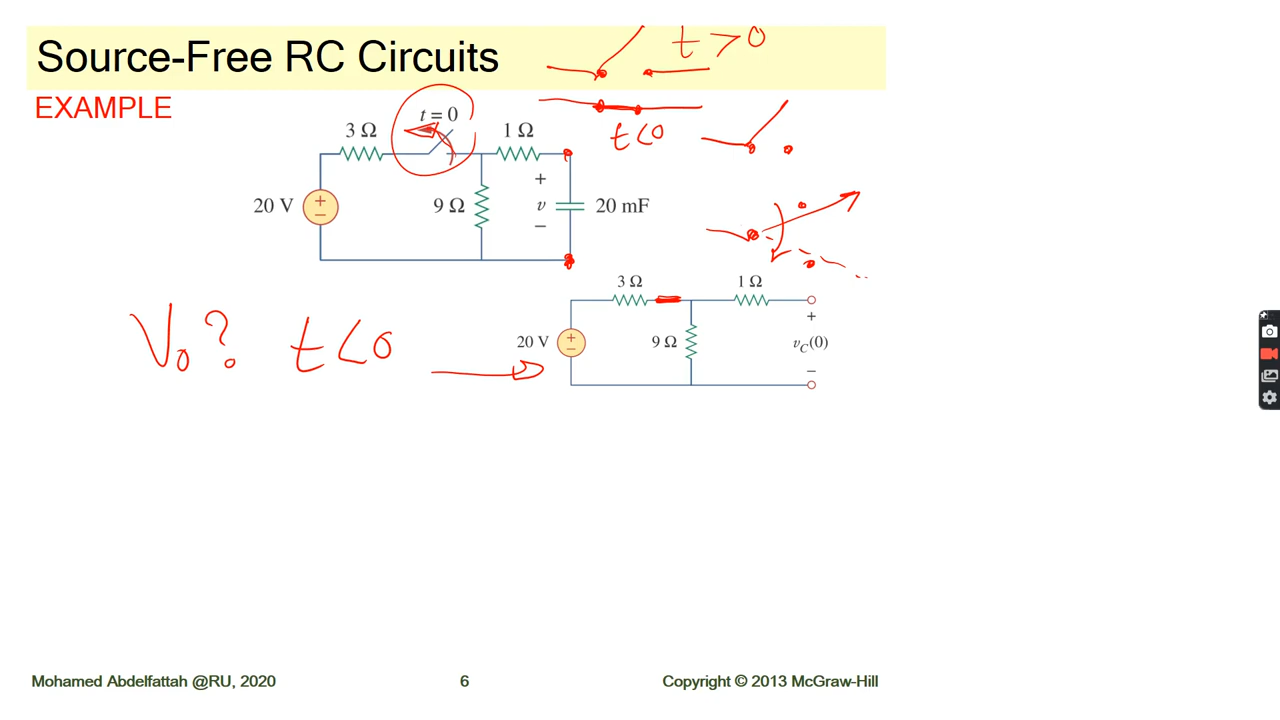 Source-Free RC Circuits
t > 0
EXAMPLE
t = 0
3 Ω
1 Ω
t < 0
+
20 V
+
−
9 Ω
v
20 mF
−
3 Ω
1 Ω
V0? t < 0
20 V
+
−
9 Ω
+
vC(0)
−
Mohamed Abdelfattah @RU, 2020
6
Copyright © 2013 McGraw-Hill